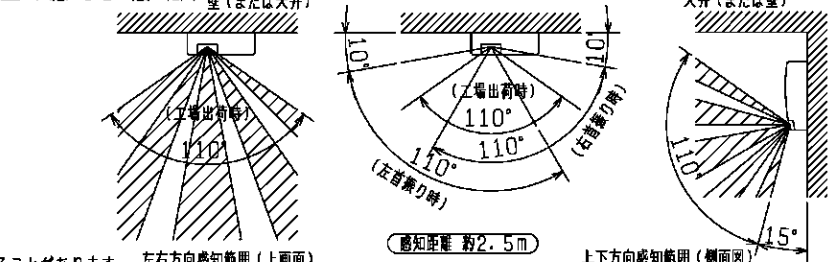 壁(または天井)
天井(または壁)
10°
10°
(工場出荷時)
110°
(工場出荷時)
110°
110°
110°
(左首振り時)
(右首振り時)
110°
15°
感知距離 約2.5m
ことがあります
左右方向感知範囲(上面図)
上下方向感知範囲(側面図)